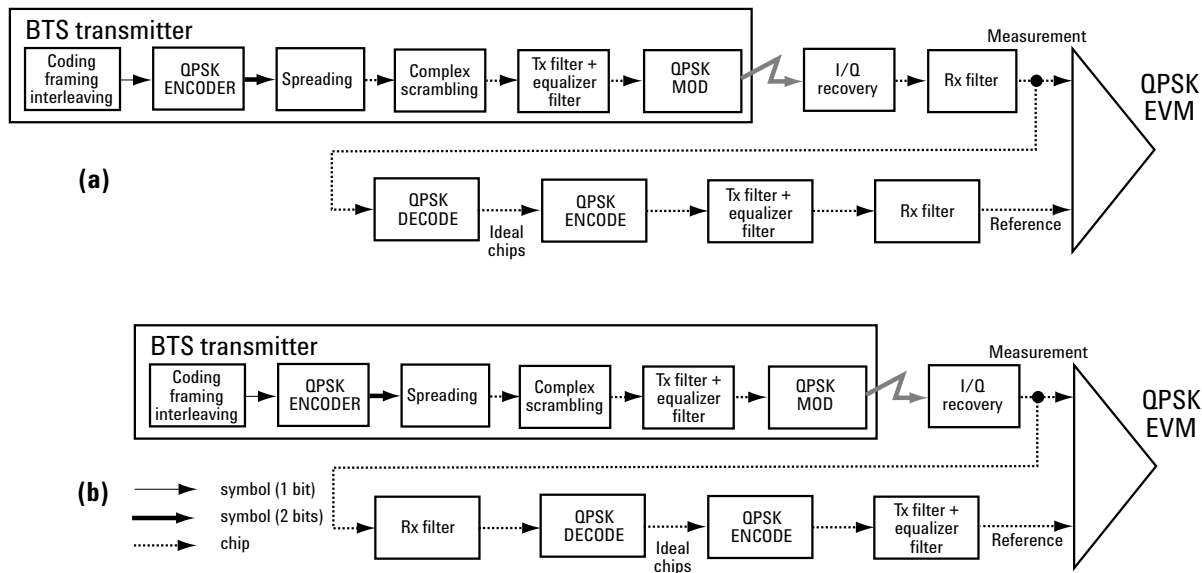 BTS transmitter
Coding
framing
interleaving
QPSK
ENCODER
Spreading
Complex
scrambling
Tx filter +
equalizer
filter
QPSK
MOD
I/Q
recovery
Rx filter
Measurement
QPSK
EVM
(a)
QPSK
DECODE
Ideal
chips
QPSK
ENCODE
Tx filter +
equalizer
filter
Rx filter
Reference
BTS transmitter
Coding
framing
interleaving
QPSK
ENCODER
Spreading
Complex
scrambling
Tx filter +
equalizer
filter
QPSK
MOD
I/Q
recovery
Measurement
QPSK
EVM
(b)
symbol (1 bit)
symbol (2 bits)
chip
Rx filter
QPSK
DECODE
Ideal
chips
QPSK
ENCODE
Tx filter +
equalizer
filter
Reference